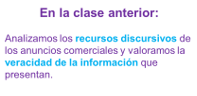 En la clase anterior:
Analizamos los recursos discursivos de
los anuncios comerciales y valoramos la
veracidad de la información que
presentan.